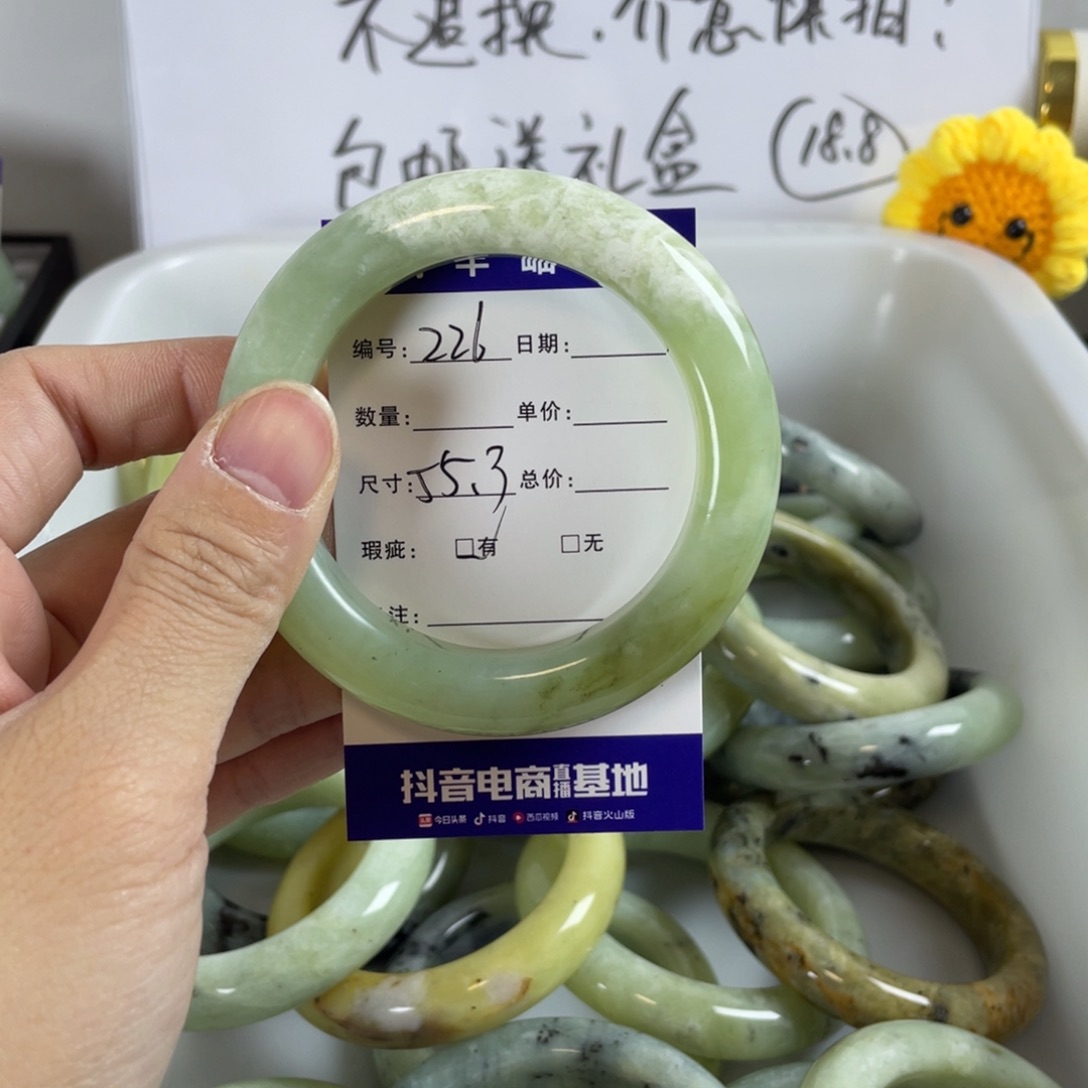 不退换.介意慎拍!
包邮送礼盒 18.8
编号: 226 日期:
数量: 单价:
尺寸: 55.3 总价:
瑕疵: □有 □无
注:
抖音电商直播基地
今日头条 抖音 西瓜视频 抖音火山版